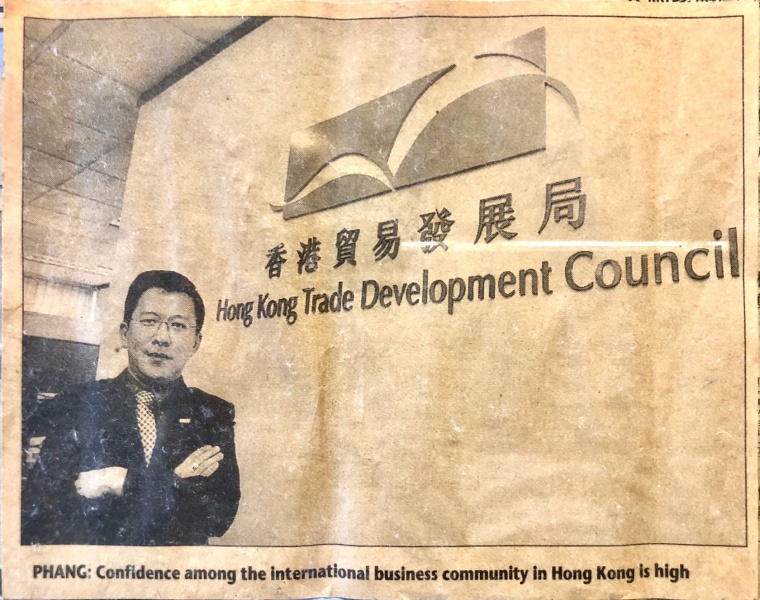 香港貿易發展局
Hong Kong Trade Development Council
PHANG: Confidence among the international business community in Hong Kong is high